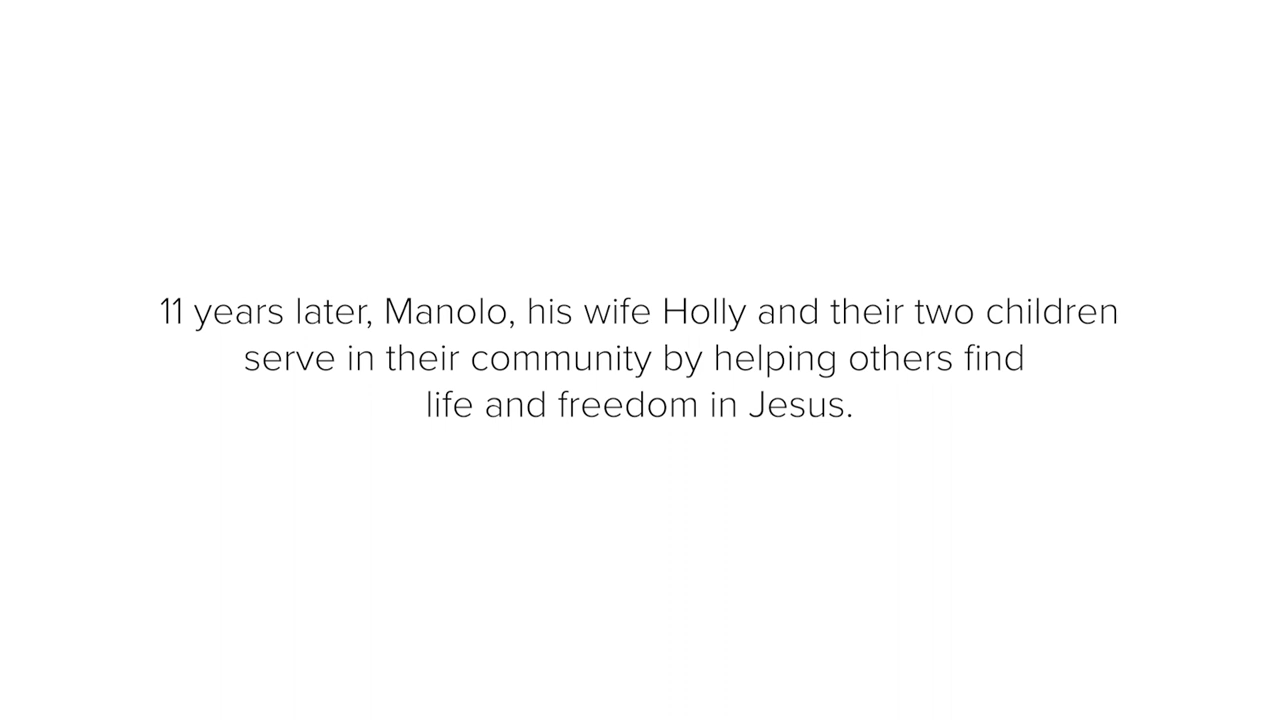 11 years later, Manolo, his wife Holly and their two children
serve in their community by helping others find
life and freedom in Jesus.